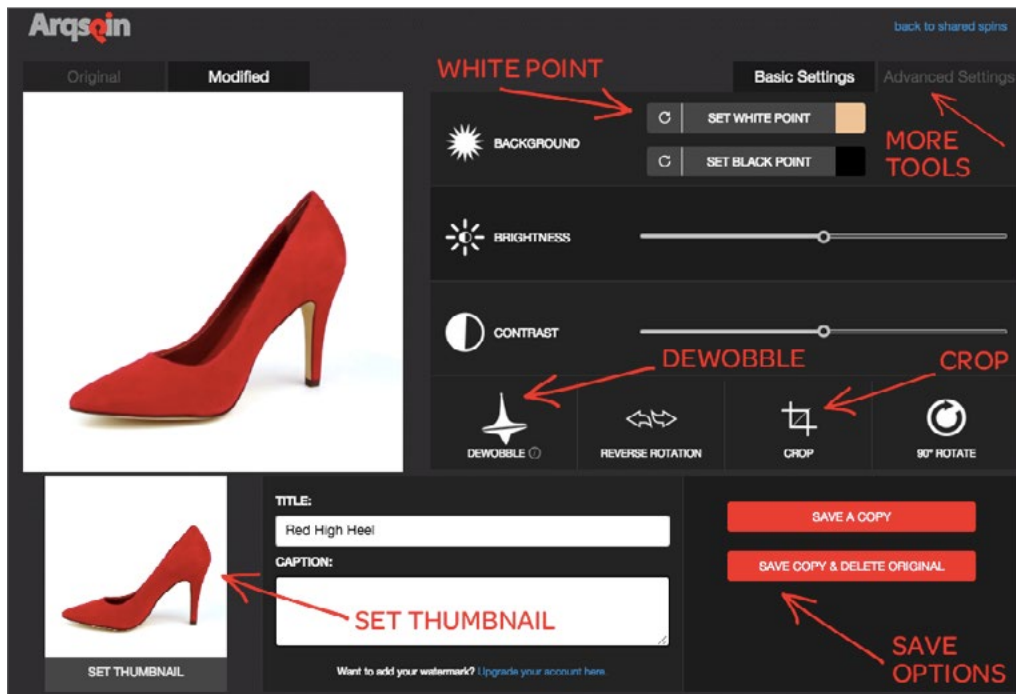 Arqspin
back to shared spins
Original
Modified
WHITE POINT
Basic Settings
Advanced Settings
BACKGROUND
SET WHITE POINT
SET BLACK POINT
MORE
TOOLS
BRIGHTNESS
CONTRAST
DEWOBBLE
CROP
DEWOBBLE
REVERSE ROTATION
CROP
90° ROTATE
SET THUMBNAIL
TITLE:
Red High Heel
CAPTION:
SET THUMBNAIL
Want to add your watermark? Upgrade your account here.
SAVE A COPY
SAVE COPY & DELETE ORIGINAL
SAVE
OPTIONS